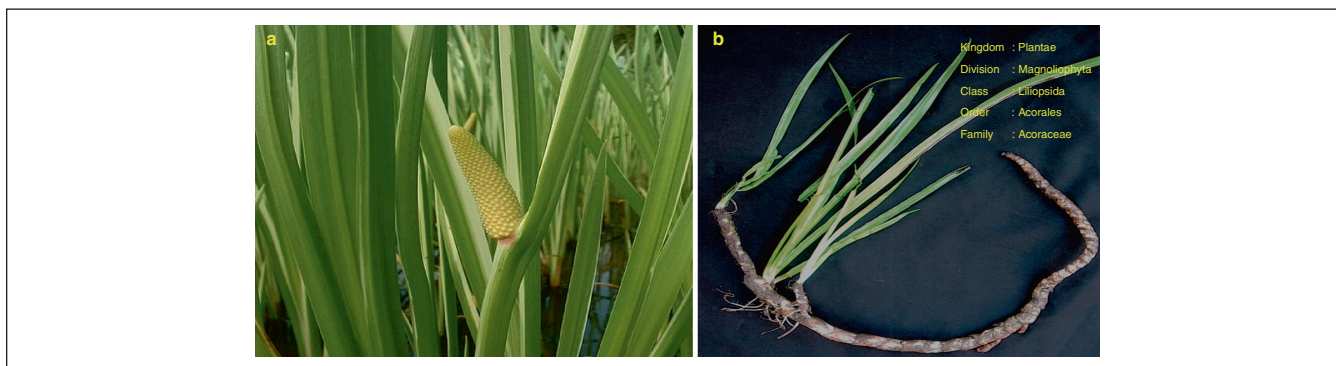 a
b
Kingdom : Plantae
Division : Magnoliophyta
Class : Liliopsida
Order : Acorales
Family : Acoraceae